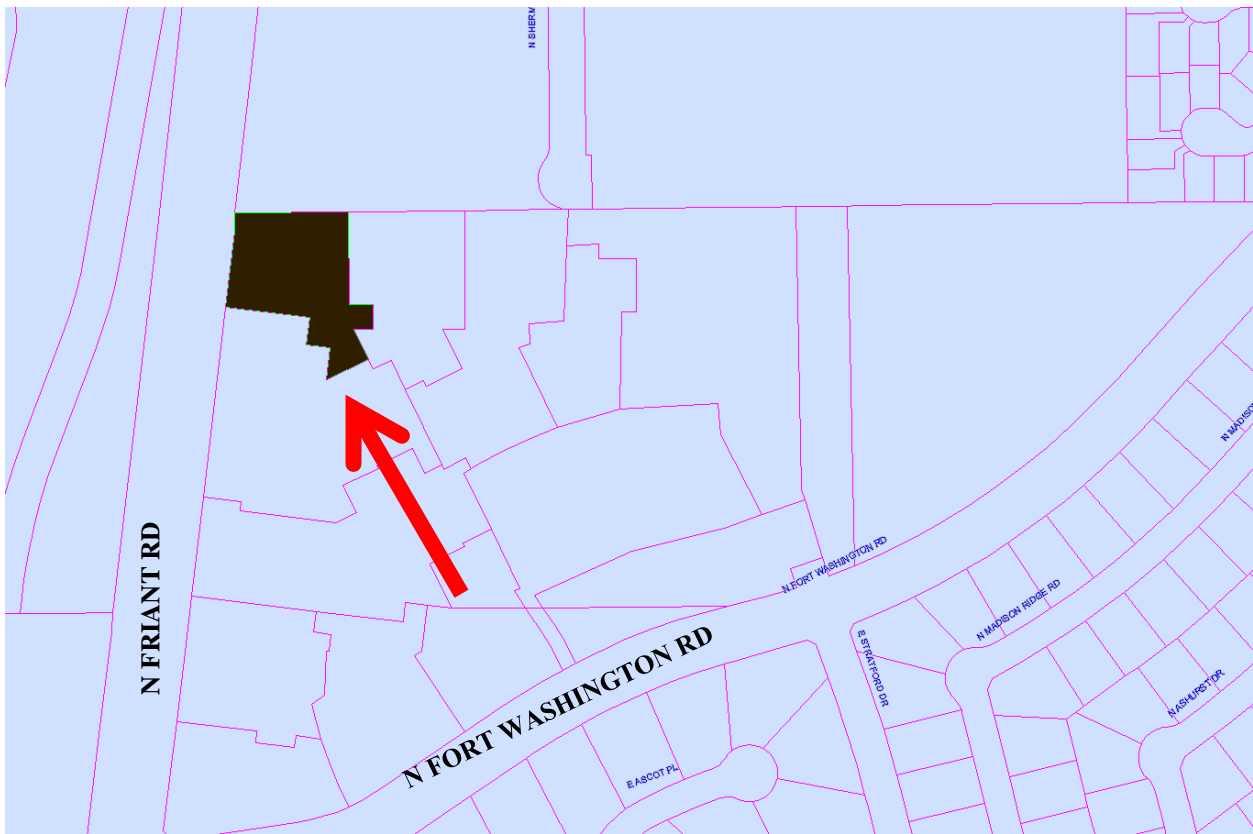 N SHERM
N FRIANT RD
N FORT WASHINGTON RD
N FORT WASHINGTON RD
E STRATFORD DR
N MADISON RIDGE RD
N MADISO
N ASHURST DR
E ASCOT PL